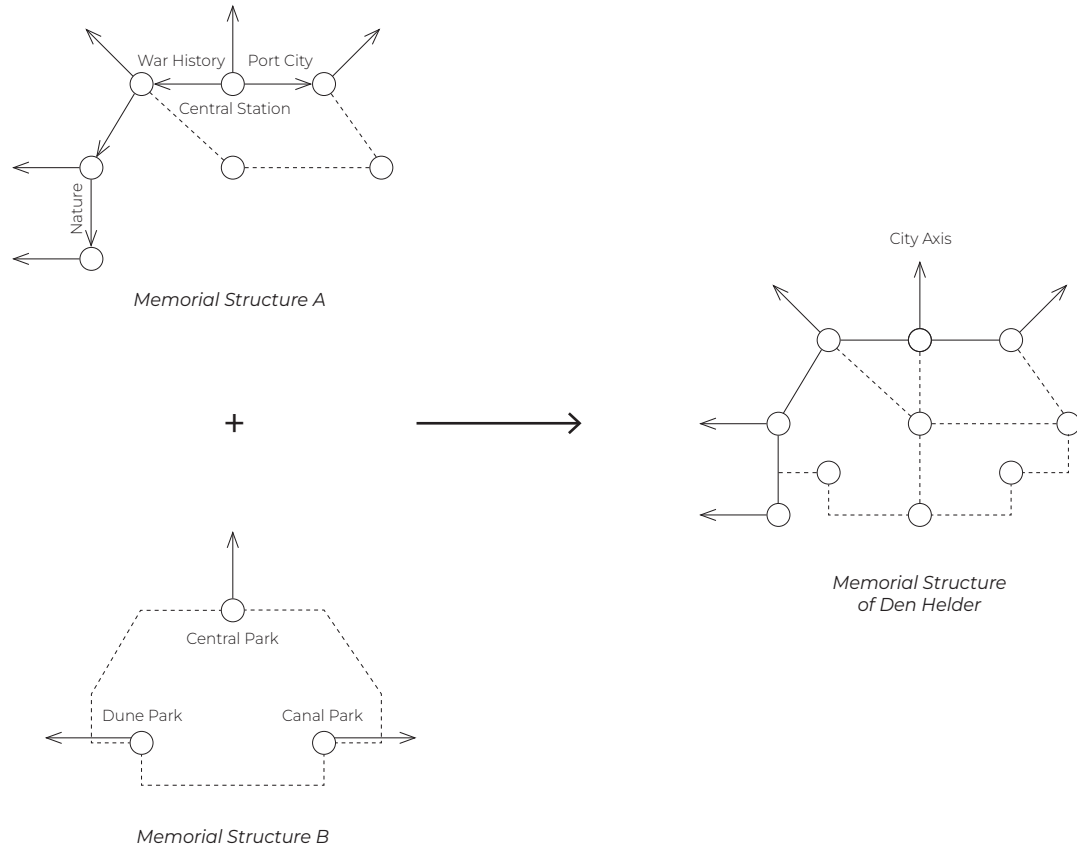 War History
Port City
Central Station
Nature
Memorial Structure A
+
City Axis
Memorial Structure
of Den Helder
Central Park
Dune Park
Canal Park
Memorial Structure B